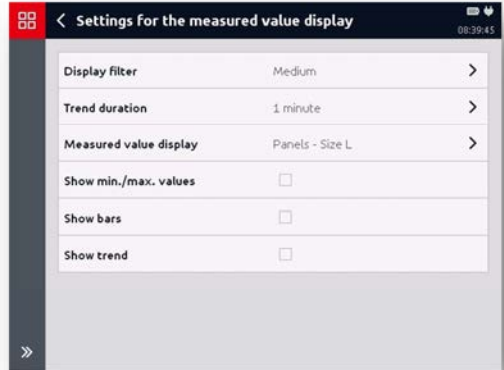 Settings for the measured value display
08:39:45
Display filter Medium
Trend duration 1 minute
Measured value display Panels - Size L
Show min./max. values
Show bars
Show trend